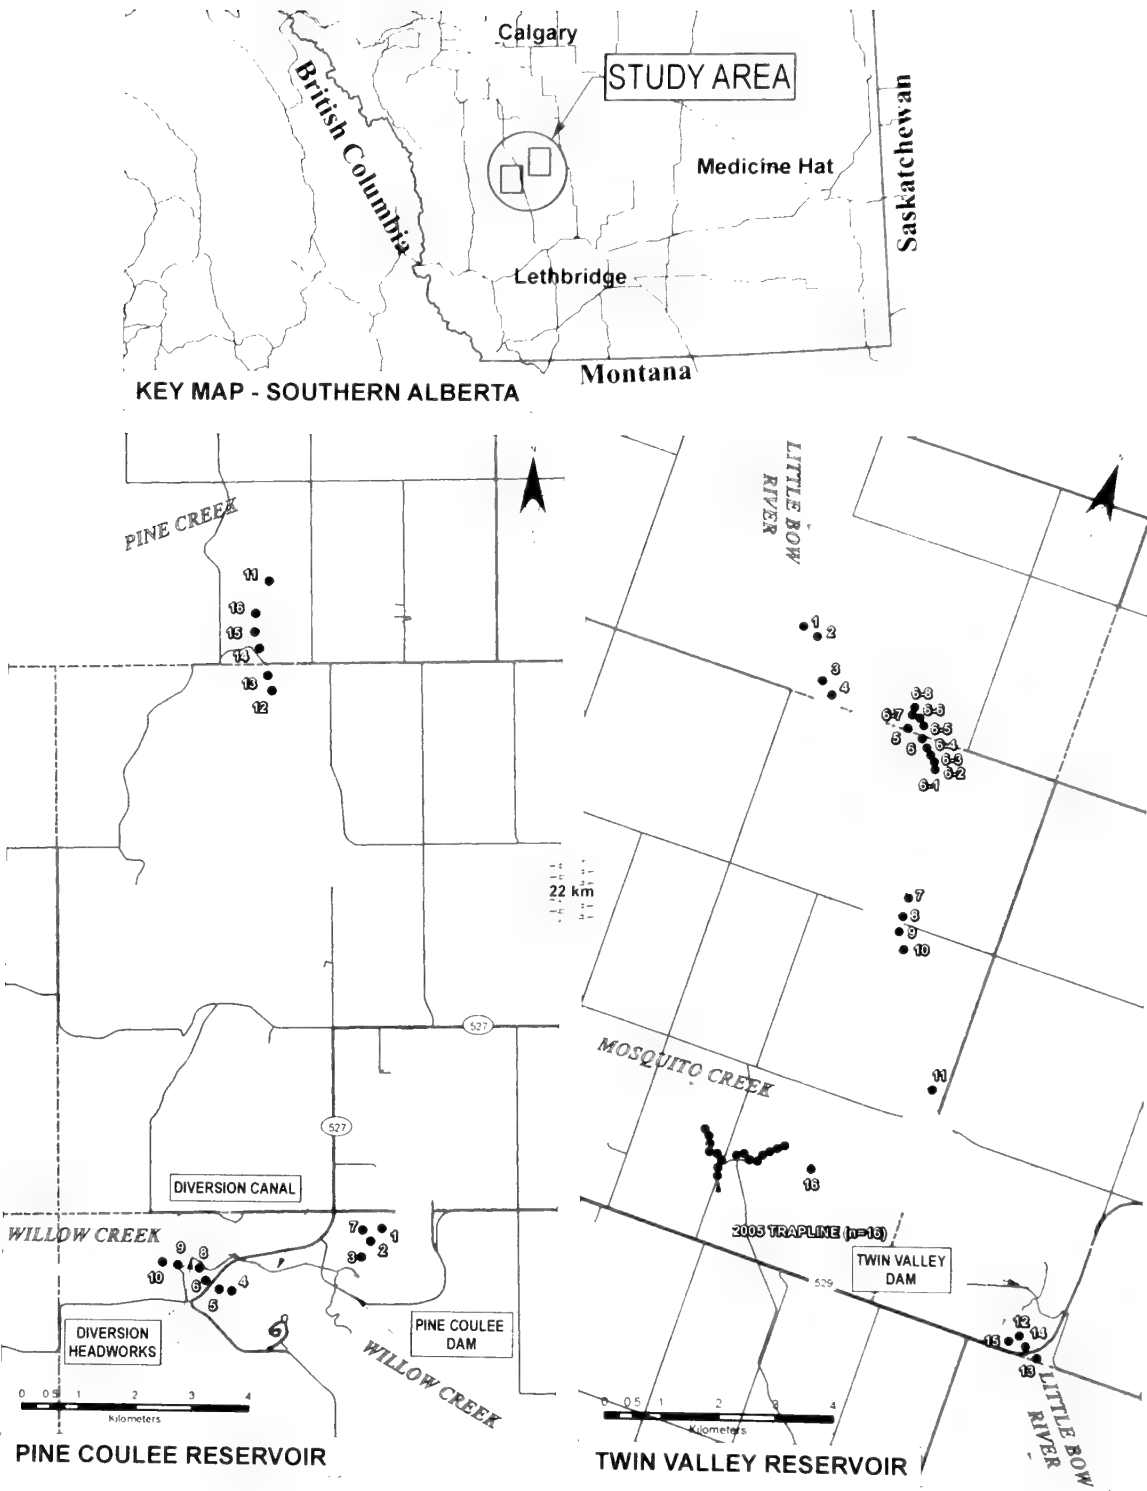 Calgary
STUDY AREA
British Columbia
Medicine Hat
Saskatchewan
Lethbridge
Montana
KEY MAP - SOUTHERN ALBERTA
PINE CREEK
11
16
15
14
13
12
527
527
DIVERSION CANAL
WILLOW CREEK
7
1
2
3
9
8
10
6
4
5
DIVERSION
HEADWORKS
PINE COULEE
DAM
WILLOW CREEK
0 0.5 1 2 3 4
Kilometers
PINE COULEE RESERVOIR
22 km
LITTLE BOW
RIVER
1
2
3
4
6-8
6-7
6-6
6-5
5
6
6-4
6-3
6-2
6-1
7
8
9
10
MOSQUITO CREEK
11
16
2005 TRAPLINE (n=16)
TWIN VALLEY
DAM
529
12
15
14
13
LITTLE BOW
RIVER
0 0.5 1 2 3 4
Kilometers
TWIN VALLEY RESERVOIR